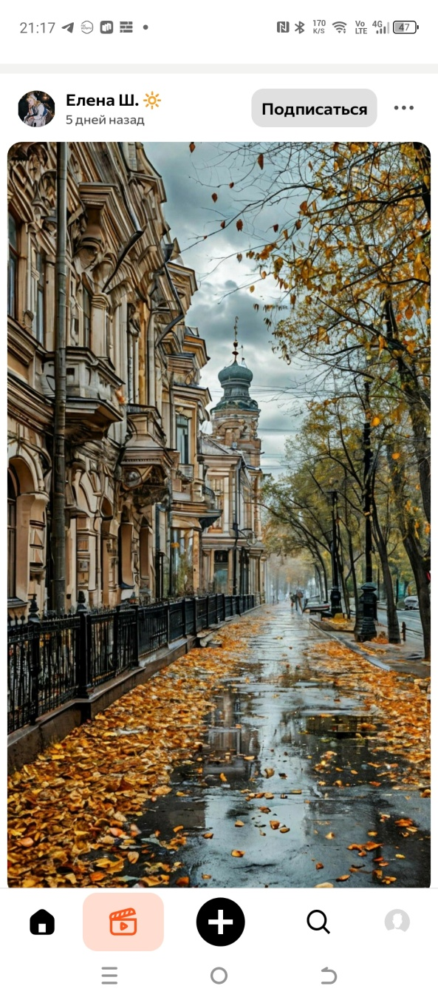 21:17
170 K/S
Vo LTE
4G
47
Елена Ш.
5 дней назад
Подписаться